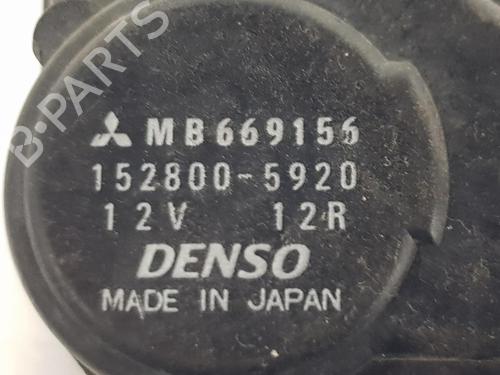 MB669156
152800-5920
12V 12R
DENSO
MADE IN JAPAN
B-PARTS